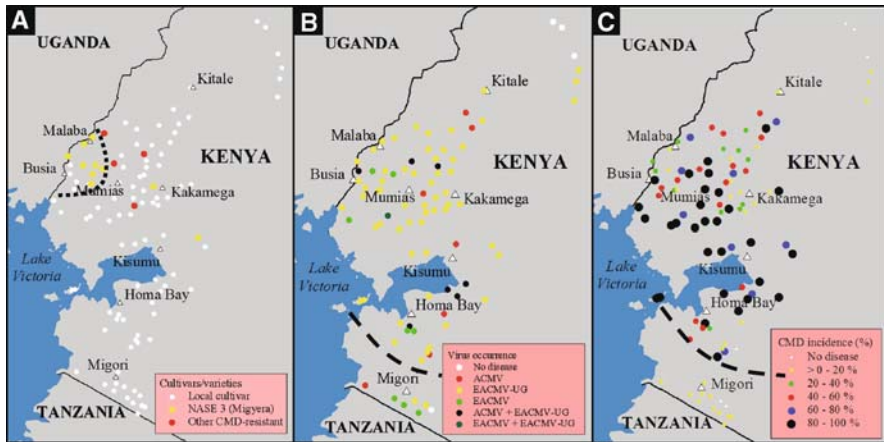 A
UGANDA
Kitale
Malaba
KENYA
Busia
Mumias
Kakamega
Lake
Victoria
Kisumu
Homa Bay
Migori
TANZANIA
Cultivars/varieties
Local cultivar
NASE 3 (Migyera)
Other CMD-resistant
B
UGANDA
Kitale
Malaba
KENYA
Busia
Mumias
Kakamega
Lake
Victoria
Kisumu
Homa Bay
Migori
TANZANIA
Virus occurrence
No disease
ACMV
EACMV-UG
EACMV
ACMV + EACMV-UG
EACMV + EACMV-UG
C
UGANDA
Kitale
Malaba
KENYA
Busia
Mumias
Kakamega
Lake
Victoria
Kisumu
Homa Bay
Migori
TANZANIA
CMD incidence (%)
No disease
> 0 - 20 %
20 - 40 %
40 - 60 %
60 - 80 %
80 - 100 %